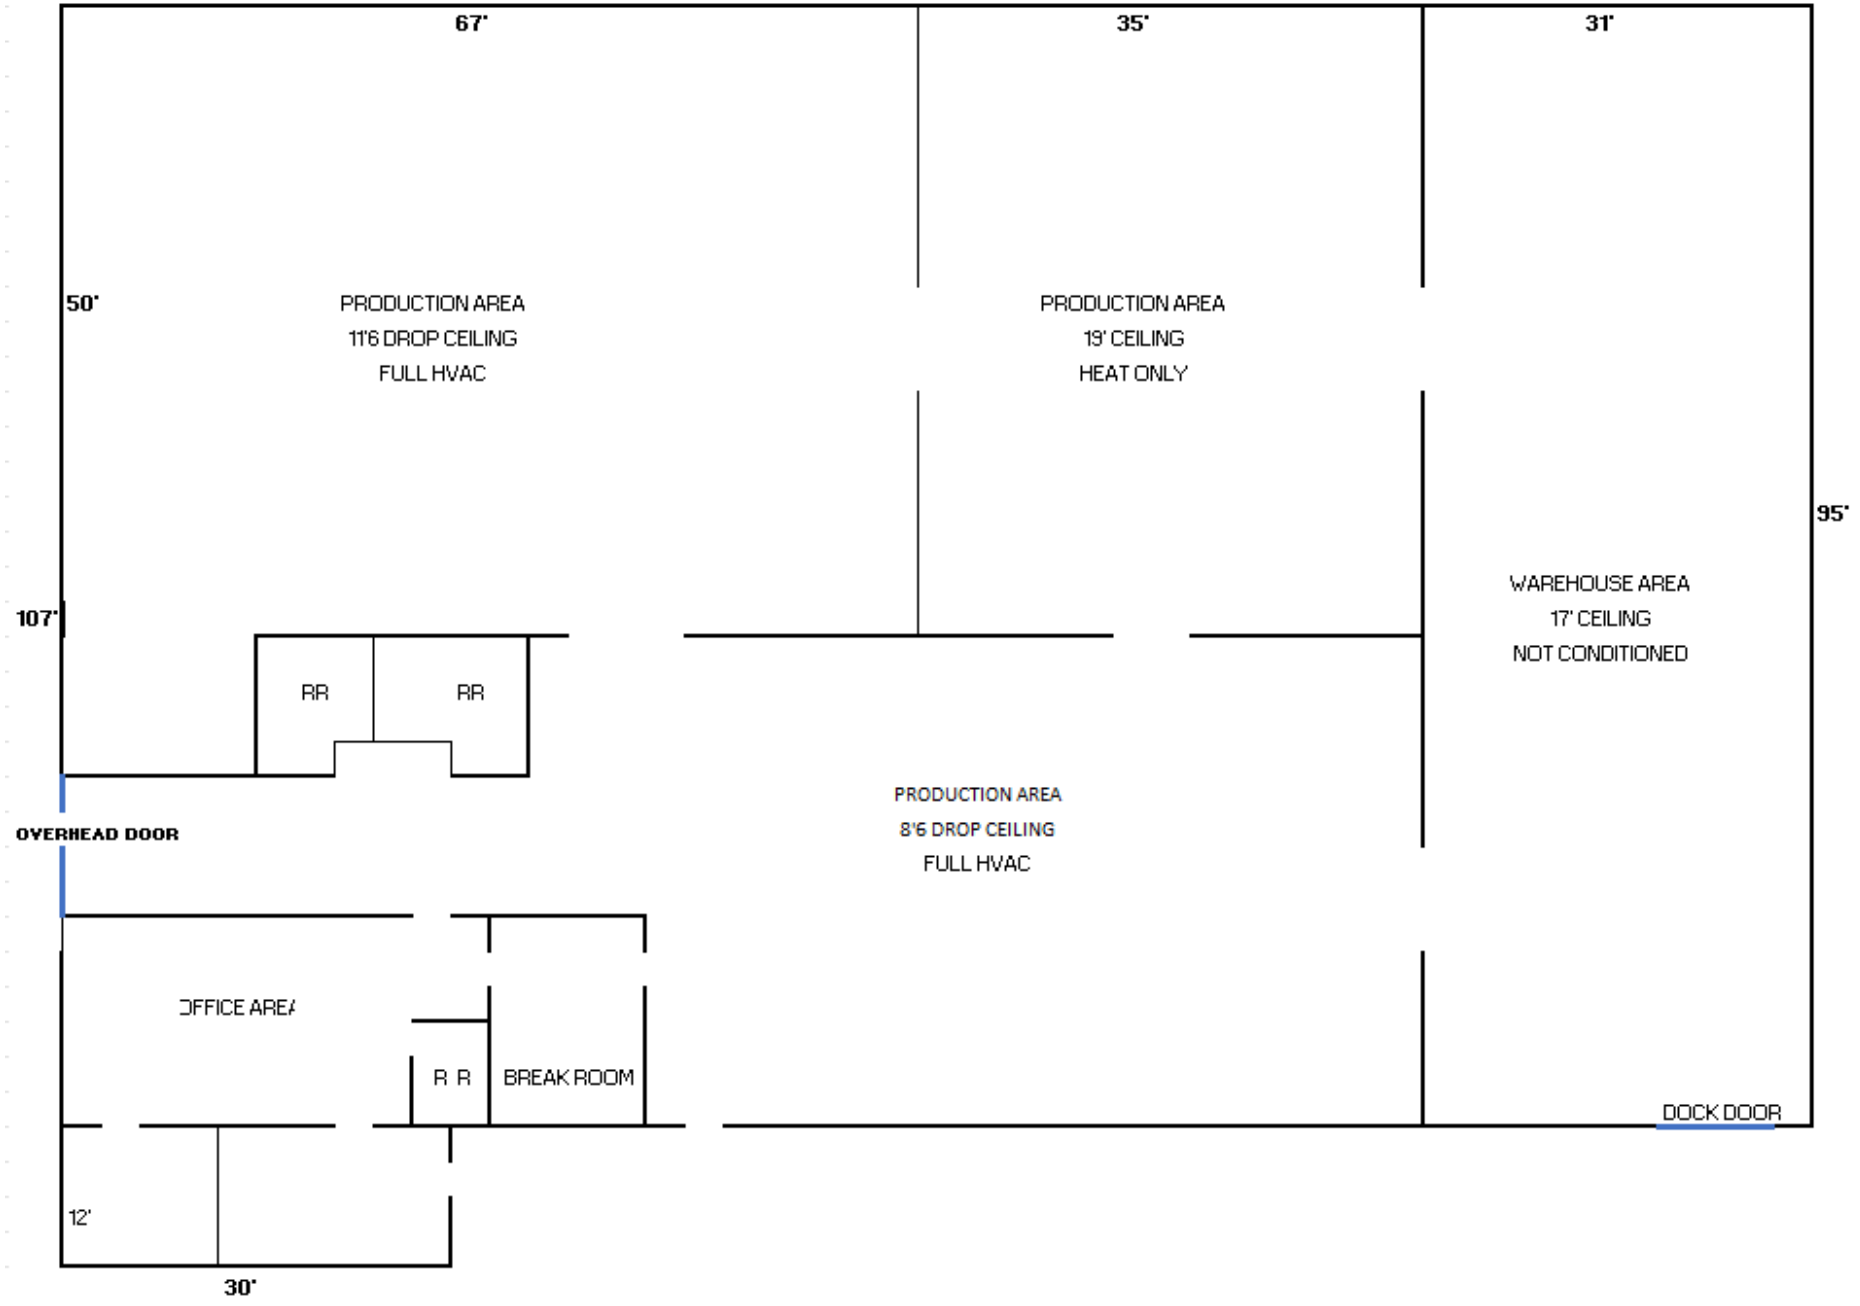 67'
35'
31'
50'
PRODUCTION AREA
11'6 DROP CEILING
FULL HVAC
PRODUCTION AREA
19' CEILING
HEAT ONLY
95'
WAREHOUSE AREA
17' CEILING
NOT CONDITIONED
107'
RR
RR
PRODUCTION AREA
8'6 DROP CEILING
FULL HVAC
OVERHEAD DOOR
OFFICE AREA
R R
BREAK ROOM
DOCK DOOR
12'
30'